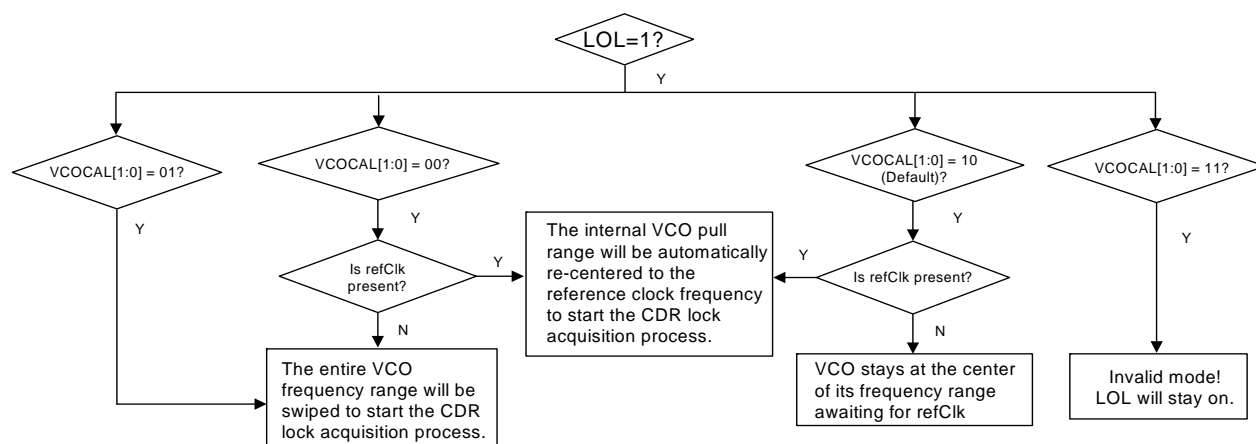 LOL=1?
Y
VCOCAL[1:0] = 01?
VCOCAL[1:0] = 00?
VCOCAL[1:0] = 10
(Default)?
VCOCAL[1:0] = 11?
Y
Y
Y
Y
Is refClk
present?
Y
The internal VCO pull
range will be automatically
re-centered to the
reference clock frequency
to start the CDR lock
acquisition process.
Y
Is refClk present?
N
N
The entire VCO
frequency range will be
swiped to start the CDR
lock acquisition process.
VCO stays at the center
of its frequency range
awaiting for refClk
Invalid mode!
LOL will stay on.